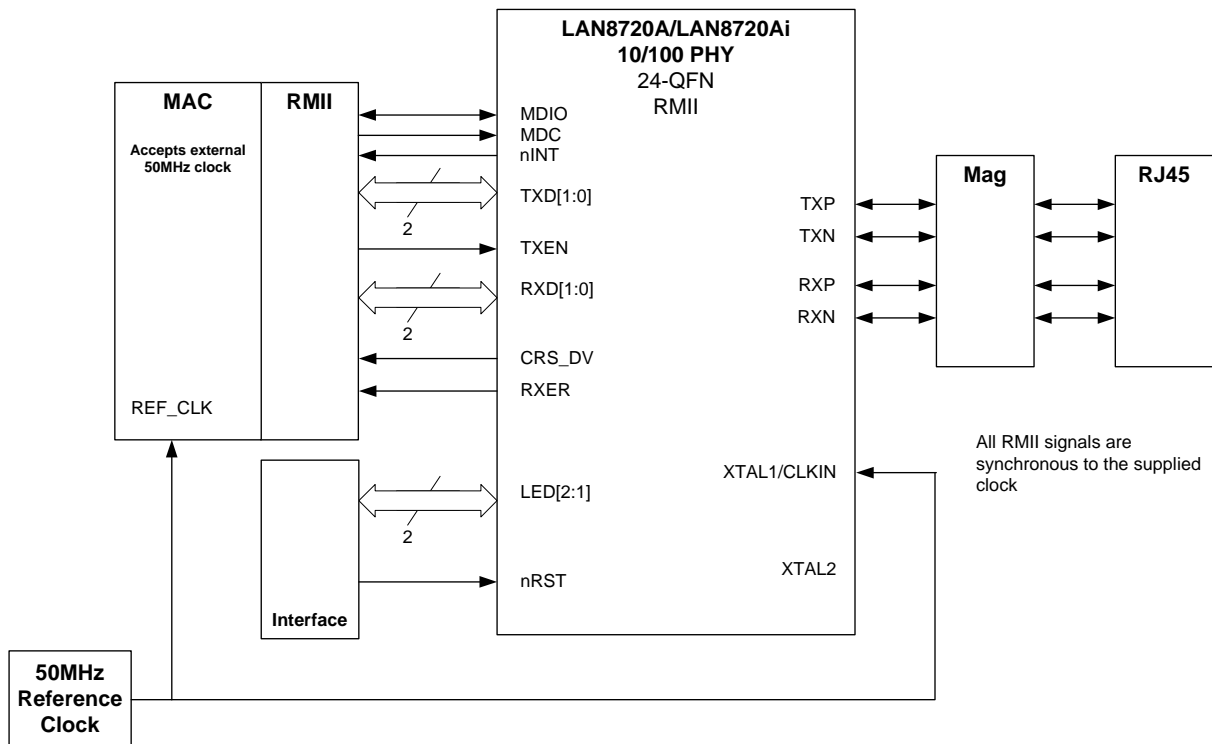 LAN8720A/LAN8720Ai
10/100 PHY
24-QFN
RMII
MAC
RMII
Accepts external
50MHz clock
REF_CLK
MDIO
MDC
nINT
TXD[1:0]
2
TXEN
RXD[1:0]
2
CRS_DV
RXER
LED[2:1]
2
nRST
Interface
TXP
TXN
RXP
RXN
XTAL1/CLKIN
XTAL2
Mag
RJ45
All RMII signals are
synchronous to the supplied
clock
50MHz
Reference
Clock